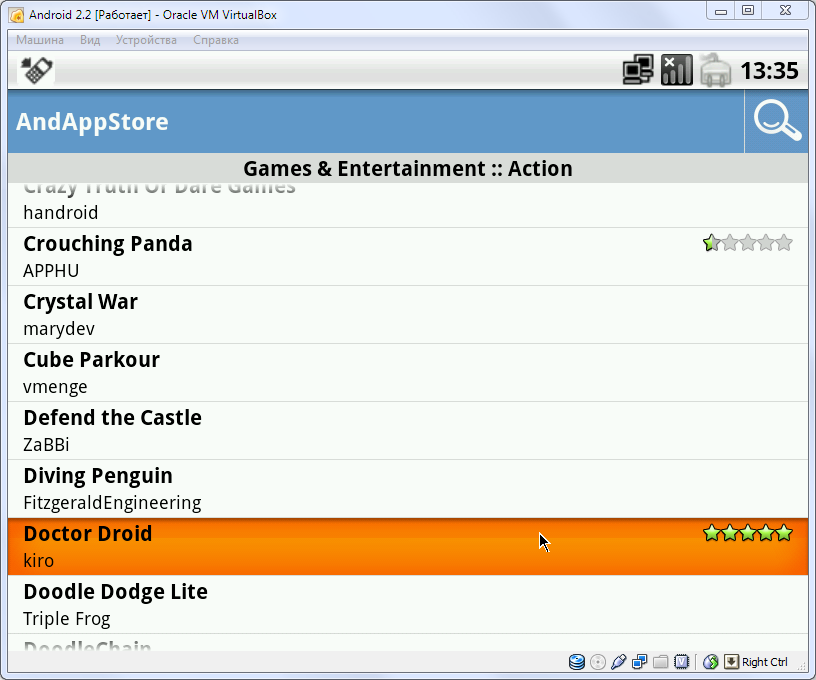 Android 2.2 [Работает] - Oracle VM VirtualBox
Машина Вид Устройства Справка
13:35
AndAppStore
Games & Entertainment :: Action
Crazy Truth Or Dare Games
handroid
Crouching Panda
APPHU
Crystal War
marydev
Cube Parkour
vmenge
Defend the Castle
ZaBBi
Diving Penguin
FitzgeraldEngineering
Doctor Droid
kiro
Doodle Dodge Lite
Triple Frog
DoodleChain
Right Ctrl